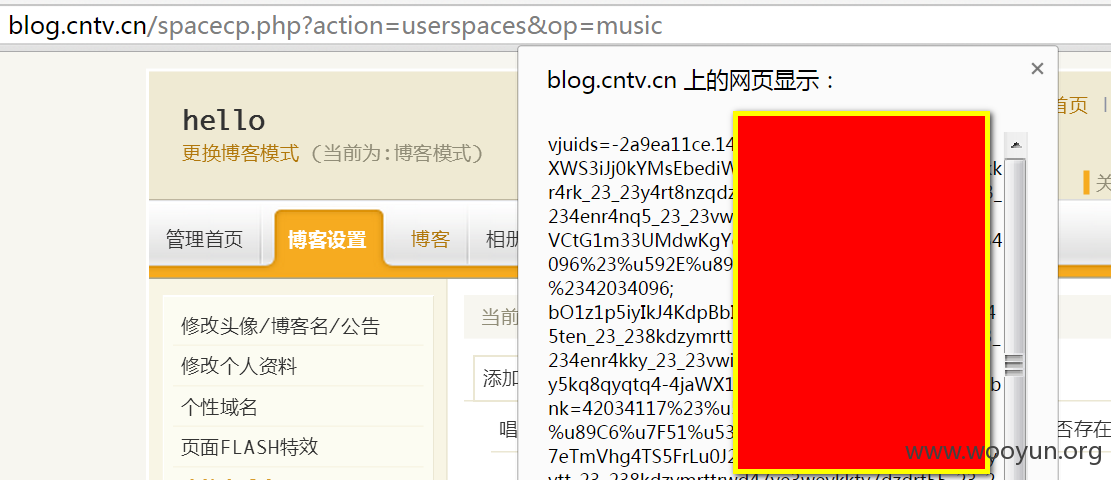 blog.cntv.cn/spacecp.php?action=userspaces&op=music
blog.cntv.cn 上的网页显示：
首页
hello
更换博客模式 (当前为:博客模式)
关
管理首页
博客设置
博客
相册
vjuids=-2a9ea11ce.14
XWS3iJj0kYMsEbediW
r4rk_23_23y4rt8nzqdz
234enr4nq5_23_23vw
VCtG1m33UMdwKgY
096%23%u592E%u89
%2342034096;
bO1z1p5iyIkJ4KdpBb
5ten_23_238kdzymrtt
234enr4kky_23_23vwi
y5kq8qyqtq4-4jaWX1
nk=42034117%23%u
%u89C6%u7F51%u53
7eTmVhg4TS5FrLu0J2
修改头像/博客名/公告
修改个人资料
个性域名
页面FLASH特效
当前
添加
唱
否存在
www.wooyun.org